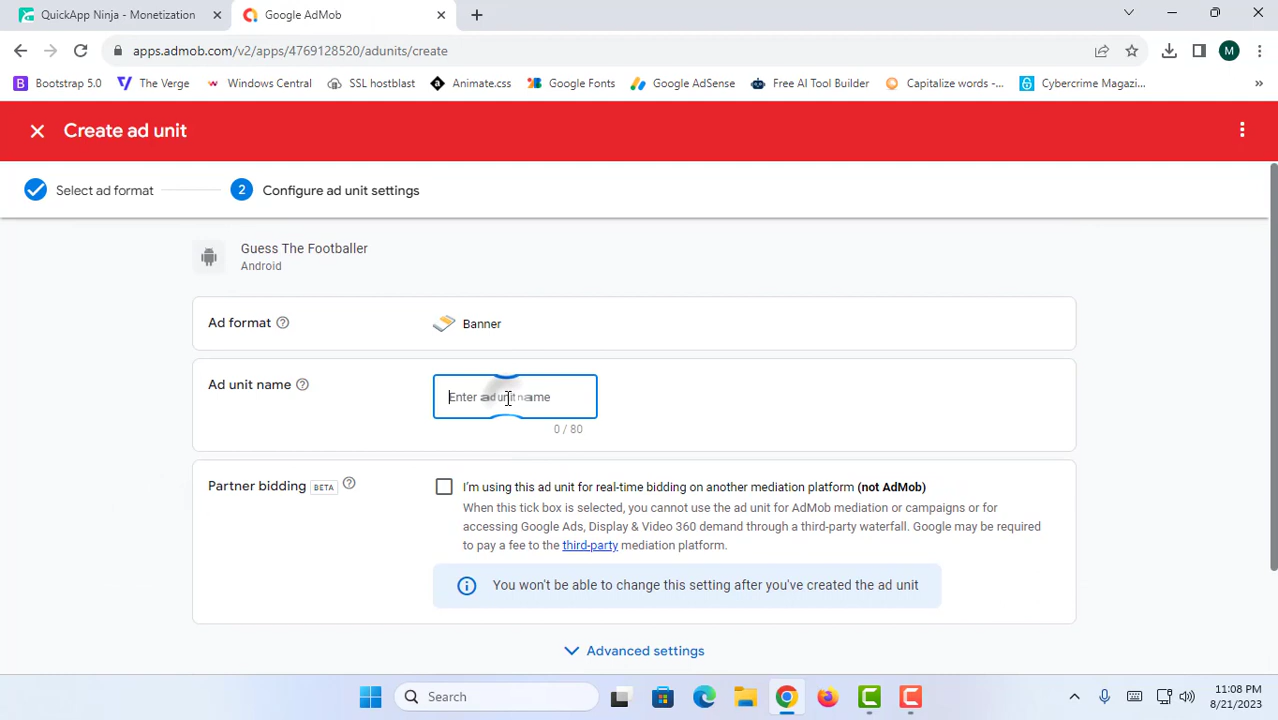 QuickApp Ninja - Monetization
Google AdMob
apps.admob.com/v2/apps/4769128520/adunits/create
M
B Bootstrap 5.0
The Verge
Windows Central
SSL hostblast
Animate.css
Google Fonts
Google AdSense
Free AI Tool Builder
Capitalize words -...
Cybercrime Magazi...
»
Create ad unit
Select ad format
2 Configure ad unit settings
Guess The Footballer
Android
Ad format
Banner
Ad unit name
Enter ad unit name
0 / 80
Partner bidding BETA
I'm using this ad unit for real-time bidding on another mediation platform (not AdMob)
When this tick box is selected, you cannot use the ad unit for AdMob mediation or campaigns or for
accessing Google Ads, Display & Video 360 demand through a third-party waterfall. Google may be required
to pay a fee to the third-party mediation platform.
You won't be able to change this setting after you've created the ad unit
Advanced settings
Search
11:08 PM
8/21/2023